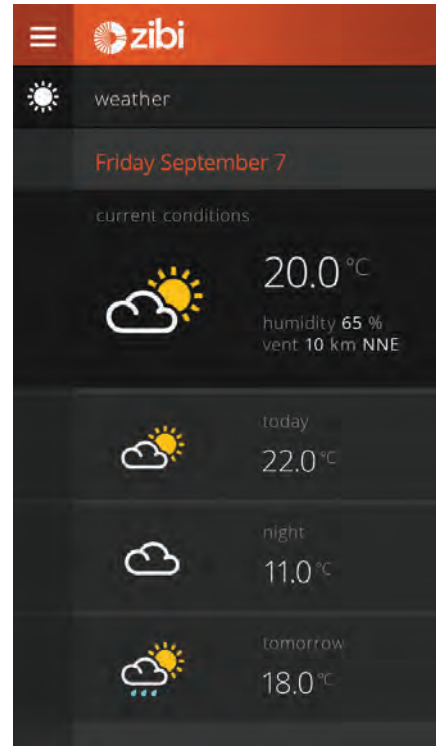 zibi
weather
Friday September 7
current conditions
20.0 °C
humidity 65 %
vent 10 km NNE
today
22.0 °C
night
11.0 °C
tomorrow
18.0 °C